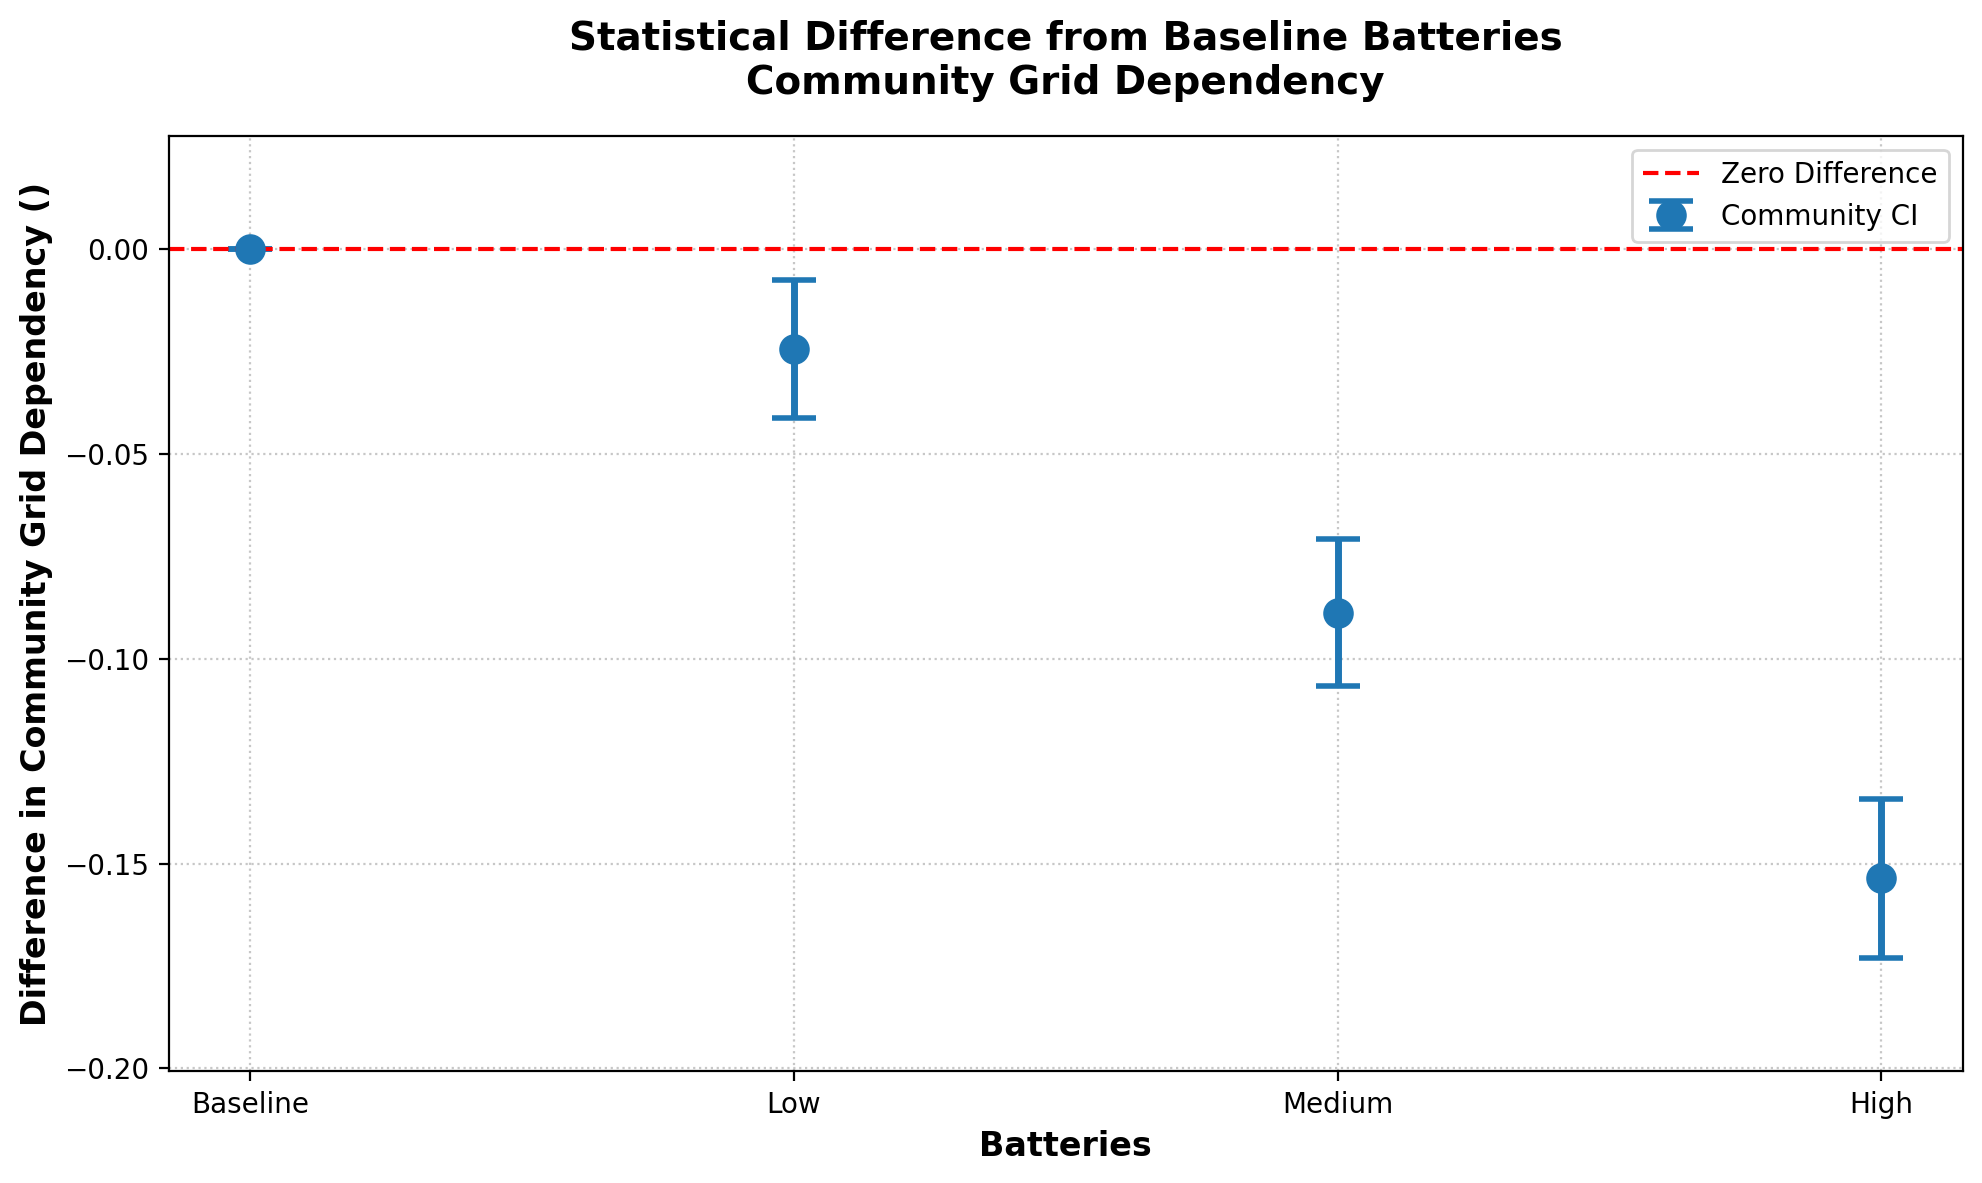 Statistical Difference from Baseline Batteries
Community Grid Dependency
Difference in Community Grid Dependency ()
Zero Difference
Community CI
0.00
−0.05
−0.10
−0.15
−0.20
Baseline
Low
Medium
High
Batteries